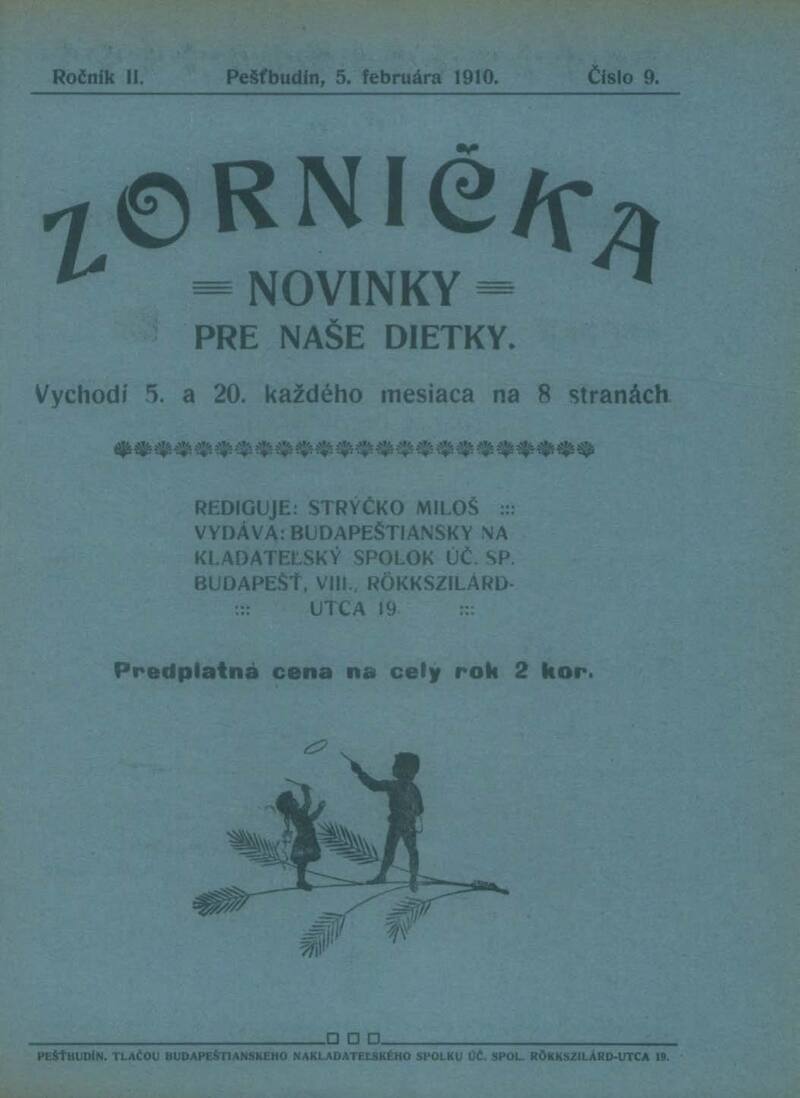 Ročník II. Pešťbudín, 5. februára 1910. Číslo 9.
ZORNIČKA
NOVINKY
PRE NAŠE DIETKY.
Vychodí 5. a 20. každého mesiaca na 8 stranách
REDIGUJE: STRÝČKO MILOŠ :::
VYDÁVA: BUDAPEŠTIANSKY NA
KLADATEĽSKÝ SPOLOK ÚČ. SP.
BUDAPEŠŤ, VIII., RÖKKSZILÁRD-
::: UTCA 19. :::
Predplatná cena na celý rok 2 kor.
PEŠŤBUDÍN. TLAČOU BUDAPEŠTIANSKEHO NAKLADATEĽSKÉHO SPOLKU ÚČ. SPOL. RÖKKSZILÁRD-UTCA 19.